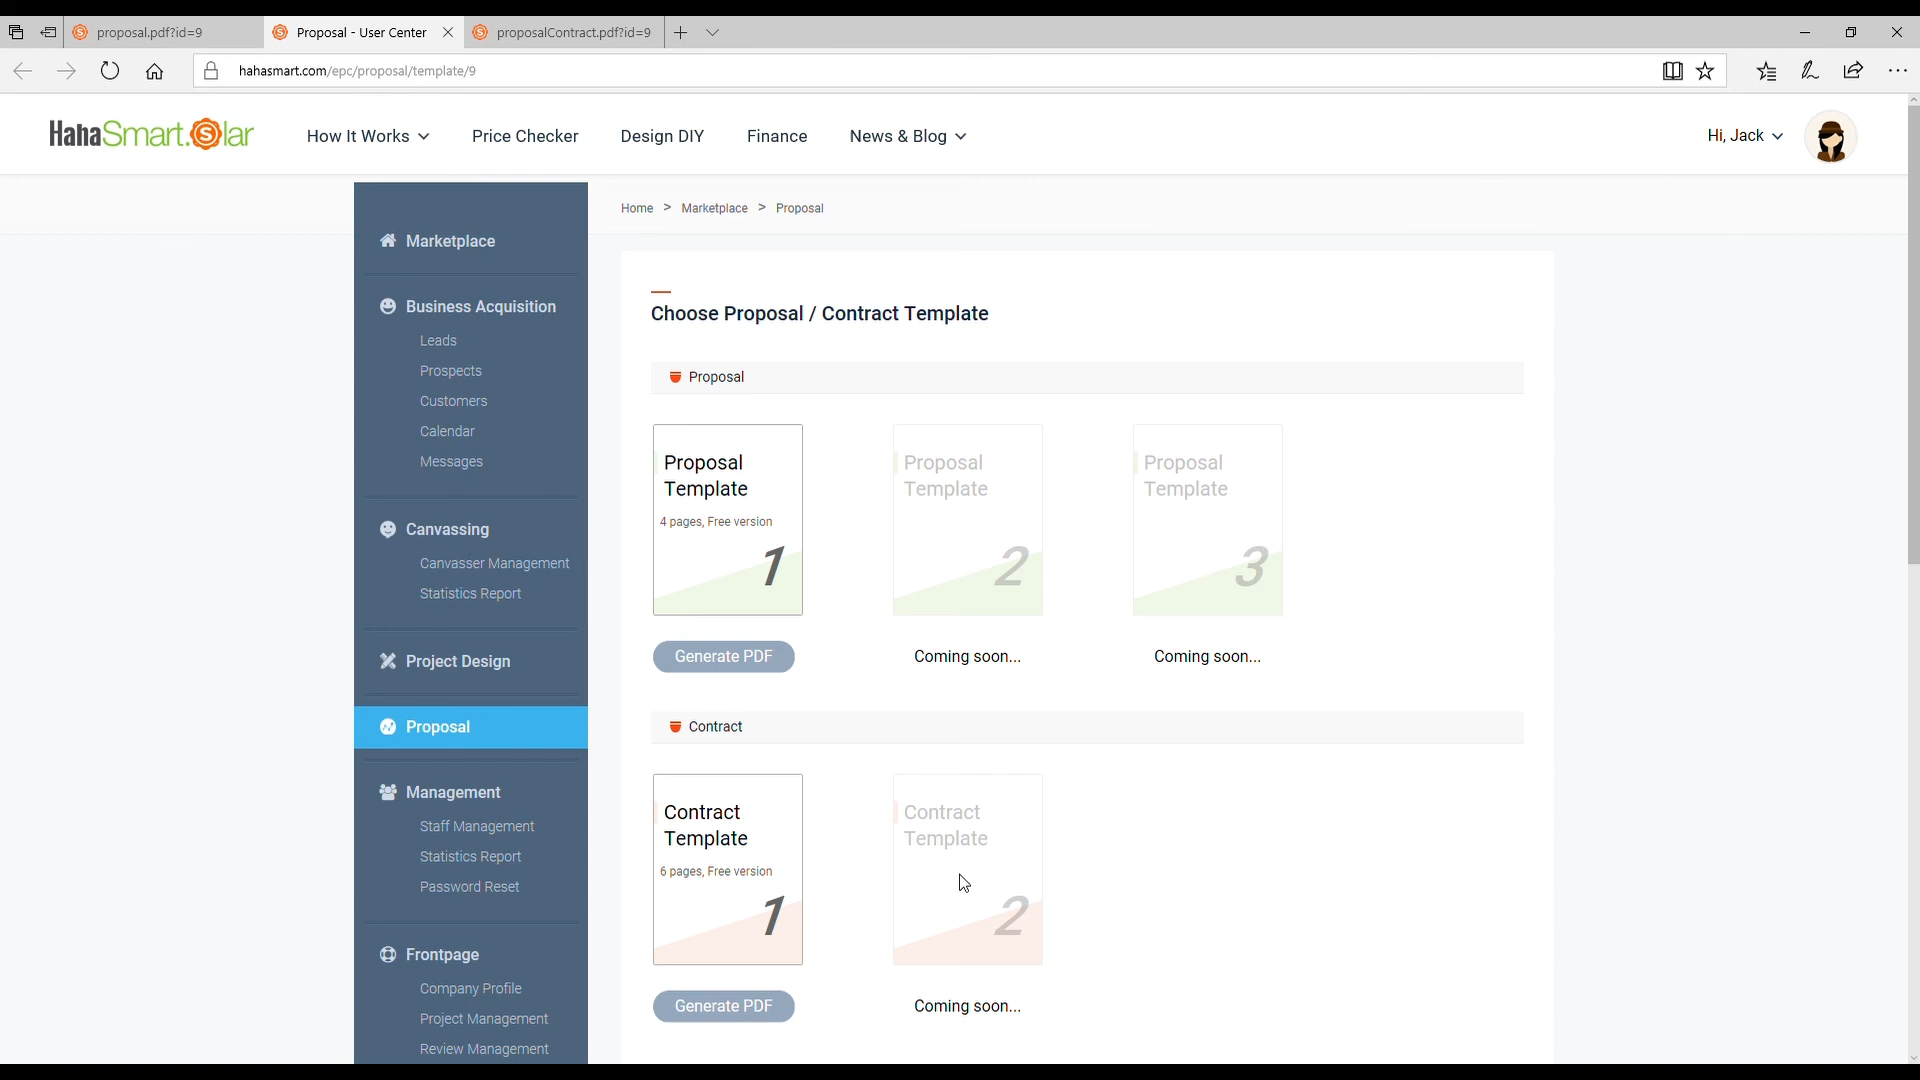 proposal.pdf?id=9
Proposal - User Center
proposalContract.pdf?id=9
hahasmart.com/epc/proposal/template/9
HahaSmart.Solar
How It Works
Price Checker
Design DIY
Finance
News & Blog
Hi, Jack
Home > Marketplace > Proposal
Marketplace
Business Acquisition
Leads
Prospects
Customers
Calendar
Messages
Canvassing
Canvasser Management
Statistics Report
Project Design
Proposal
Management
Staff Management
Statistics Report
Password Reset
Frontpage
Company Profile
Project Management
Review Management
Choose Proposal / Contract Template
Proposal
Proposal
Template
4 pages, Free version
1
Generate PDF
Proposal
Template
2
Coming soon...
Proposal
Template
3
Coming soon...
Contract
Contract
Template
6 pages, Free version
1
Generate PDF
Contract
Template
2
Coming soon...